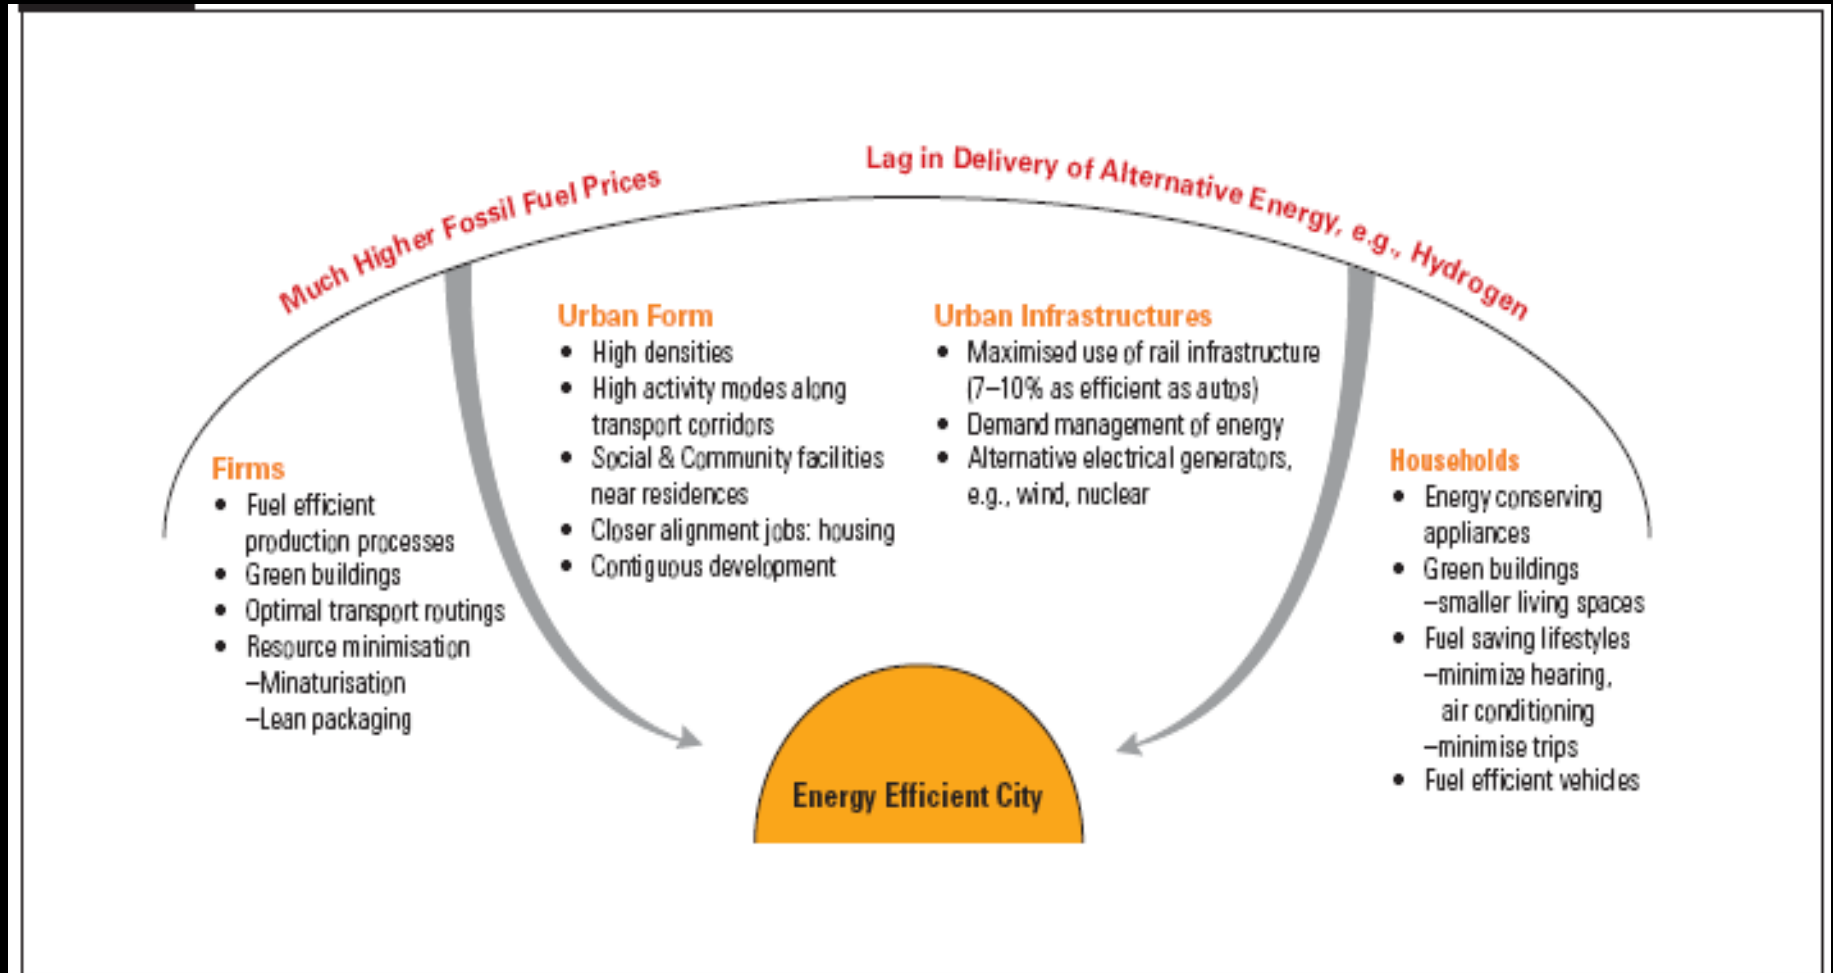 Much Higher Fossil Fuel Prices
Lag in Delivery of Alternative Energy, e.g., Hydrogen
Firms
• Fuel efficient
production processes
• Green buildings
• Optimal transport routings
• Resource minimisation
–Minaturisation
–Lean packaging
Urban Form
• High densities
• High activity modes along
transport corridors
• Social & Community facilities
near residences
• Closer alignment jobs: housing
• Contiguous development
Urban Infrastructures
• Maximised use of rail infrastructure
(7–10% as efficient as autos)
• Demand management of energy
• Alternative electrical generators,
e.g., wind, nuclear
Households
• Energy conserving
appliances
• Green buildings
–smaller living spaces
• Fuel saving lifestyles
–minimize hearing,
air conditioning
–minimise trips
• Fuel efficient vehicles
Energy Efficient City